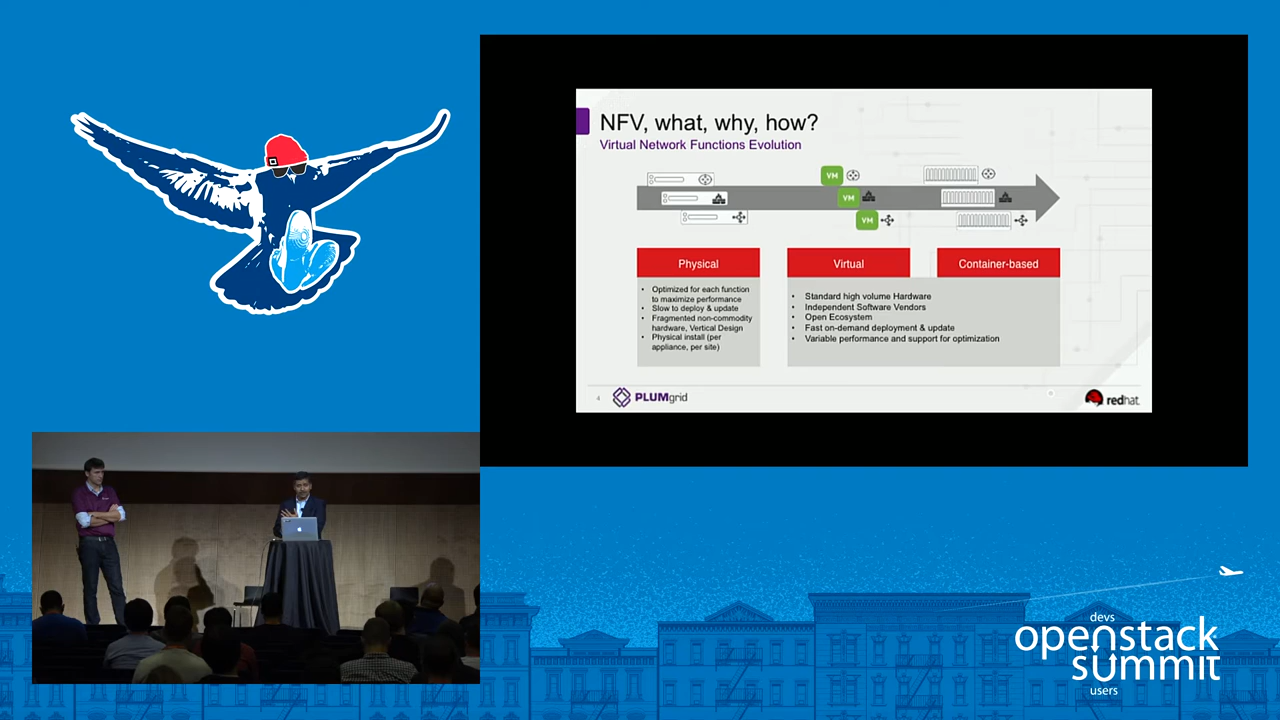 NFV, what, why, how?
Virtual Network Functions Evolution
VM
VM
VM
Physical
• Optimized for each function
to maximize performance
• Slow to deploy & update
• Fragmented non-commodity
hardware, Vertical Design
• Physical install (per
appliance, per site)
Virtual
Container-based
• Standard high volume Hardware
• Independent Software Vendors
• Open Ecosystem
• Fast on-demand deployment & update
• Variable performance and support for optimization
4
PLUMgrid
redhat.
devs
openstack
summit
users